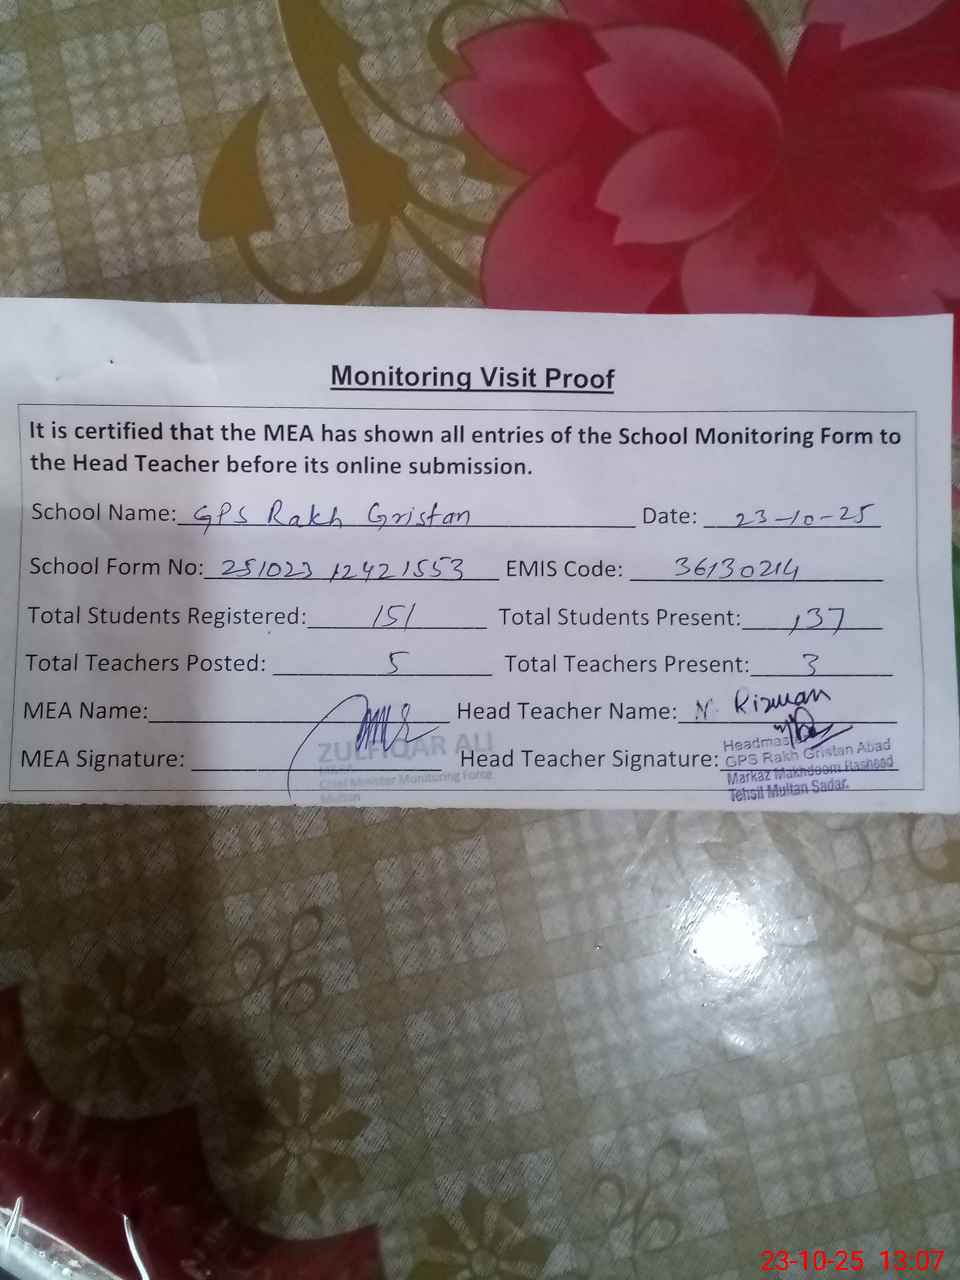 Monitoring Visit Proof
It is certified that the MEA has shown all entries of the School Monitoring Form to
the Head Teacher before its online submission.
School Name: GPS Rakh Gristan Date: 23-10-25
School Form No: 25102312421553 EMIS Code: 36130214
Total Students Registered: 151 Total Students Present: 137
Total Teachers Posted: 5 Total Teachers Present: 3
MEA Name: Head Teacher Name: N. Rizwan
MEA Signature: Head Teacher Signature:
ZULFIQAR ALI
Chief Minister Monitoring Force
Multan
GPS Rakh Gristan Abad
Markaz Makhdoom Rasheed
Tehsil Multan Sadar.
23-10-25 13:07